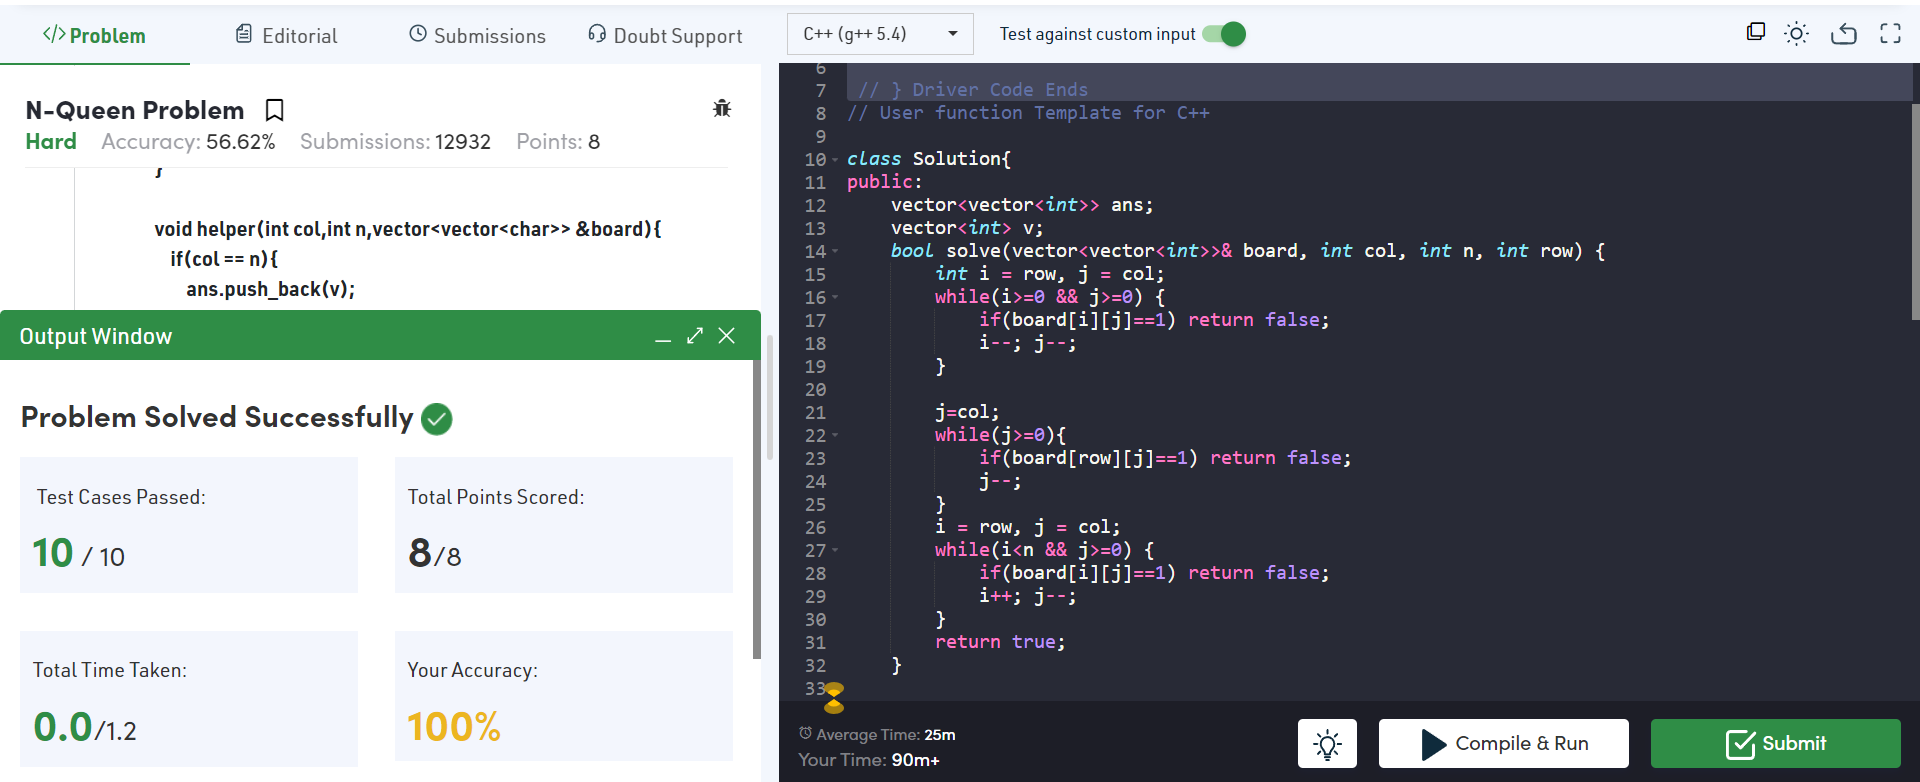 </> Problem
Editorial
Submissions
Doubt Support
N-Queen Problem
Hard Accuracy: 56.62% Submissions: 12932 Points: 8
}
void helper(int col,int n,vector<vector<char>> &board){
if(col == n){
ans.push_back(v);
Output Window
Problem Solved Successfully
Test Cases Passed:
10 / 10
Total Points Scored:
8/8
Total Time Taken:
0.0/1.2
Your Accuracy:
100%
C++ (g++ 5.4)
Test against custom input
6
7 // } Driver Code Ends
8 // User function Template for C++
9
10 class Solution{
11 public:
12     vector<vector<int>> ans;
13     vector<int> v;
14     bool solve(vector<vector<int>>& board, int col, int n, int row) {
15         int i = row, j = col;
16         while(i>=0 && j>=0) {
17             if(board[i][j]==1) return false;
18             i--; j--;
19         }
20
21         j=col;
22         while(j>=0){
23             if(board[row][j]==1) return false;
24             j--;
25         }
26         i = row, j = col;
27         while(i<n && j>=0) {
28             if(board[i][j]==1) return false;
29             i++; j--;
30         }
31         return true;
32     }
33
Average Time: 25m
Your Time: 90m+
Compile & Run
Submit